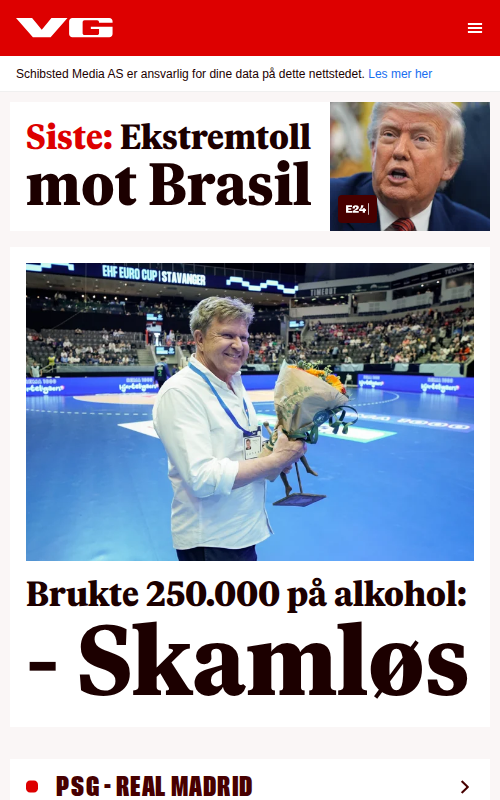 VG
Schibsted Media AS er ansvarlig for dine data på dette nettstedet. Les mer her
Siste: Ekstremtoll
mot Brasil
E24
EHF EURO CUP | STAVANGER
Brukte 250.000 på alkohol:
- Skamløs
PSG - REAL MADRID